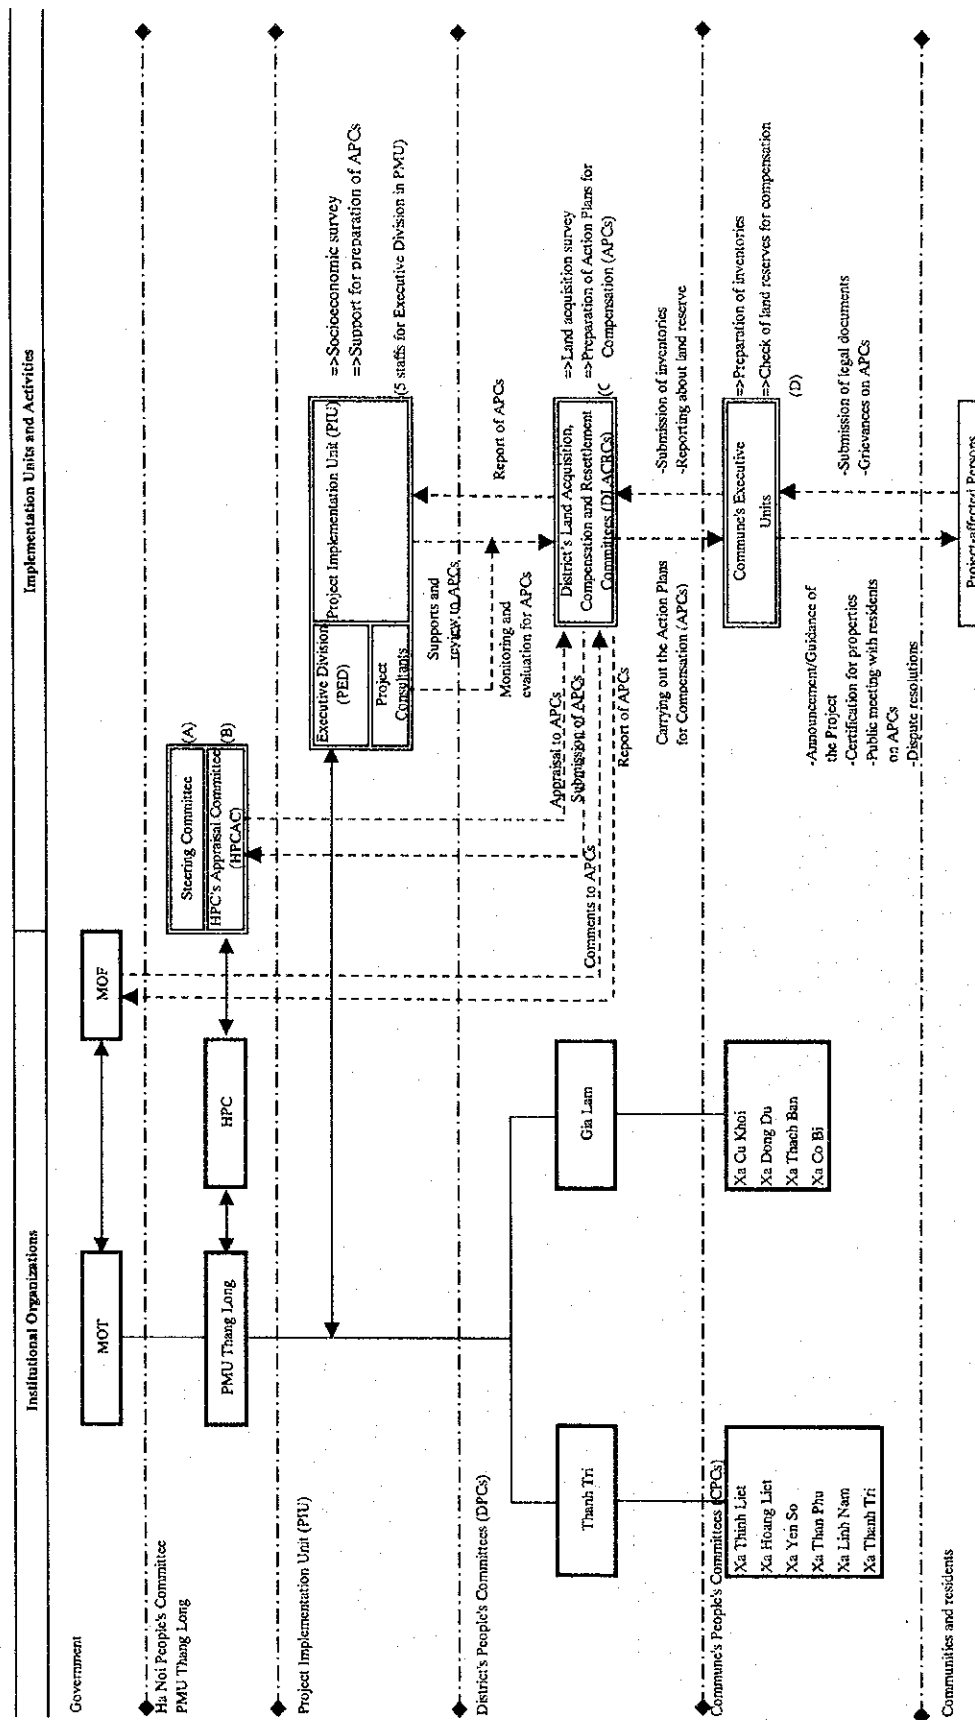 Institutional Organizations
Implementation Units and Activities
Government
MOT
MOF
Ha Noi People's Committee
PMU Thang Long
PMU Thang Long
HPC
Steering Committee
(A)
HPC's Appraisal Committee
(HPCAC)
(B)
Project Implementation Unit (PIU)
Executive Division
(PED)
Project
Consultants
Project Implementation Unit (PIU)
=>Socioeconomic survey
=>Support for preparation of APCs
(5 staffs for Executive Division in PMU)
Supports and
review to APCs
Monitoring and
evaluation for APCs
Report of APCs
District's People's Committees (DPCs)
Thanh Tri
Gia Lam
Appraisal to APCs
Submission of APCs
Comments to APCs
Report of APCs
District's Land Acquisition,
Compensation and Resettlement
Committees (DLACRCs)
(C
=>Land acquisition survey
=>Preparation of Action Plans for
Compensation (APCs)
Carrying out the Action Plans
for Compensation (APCs)
-Submission of inventories
-Reporting about land reserve
Commune's People's Committees (CPCs)
Xa Thinh Liet
Xa Hoang Liet
Xa Yen So
Xa Than Phu
Xa Linh Nam
Xa Thanh Tri
Xa Cu Khoi
Xa Dong Du
Xa Thach Ban
Xa Co Bi
Commune's Executive
Units
=>Preparation of inventories
=>Check of land reserves for compensation
(D)
-Announcement/Guidance of
the Project
-Certification for properties
-Public meeting with residents
on APCs
-Dispute resolutions
-Submission of legal documents
-Grievances on APCs
Communities and residents
Project-affected Persons